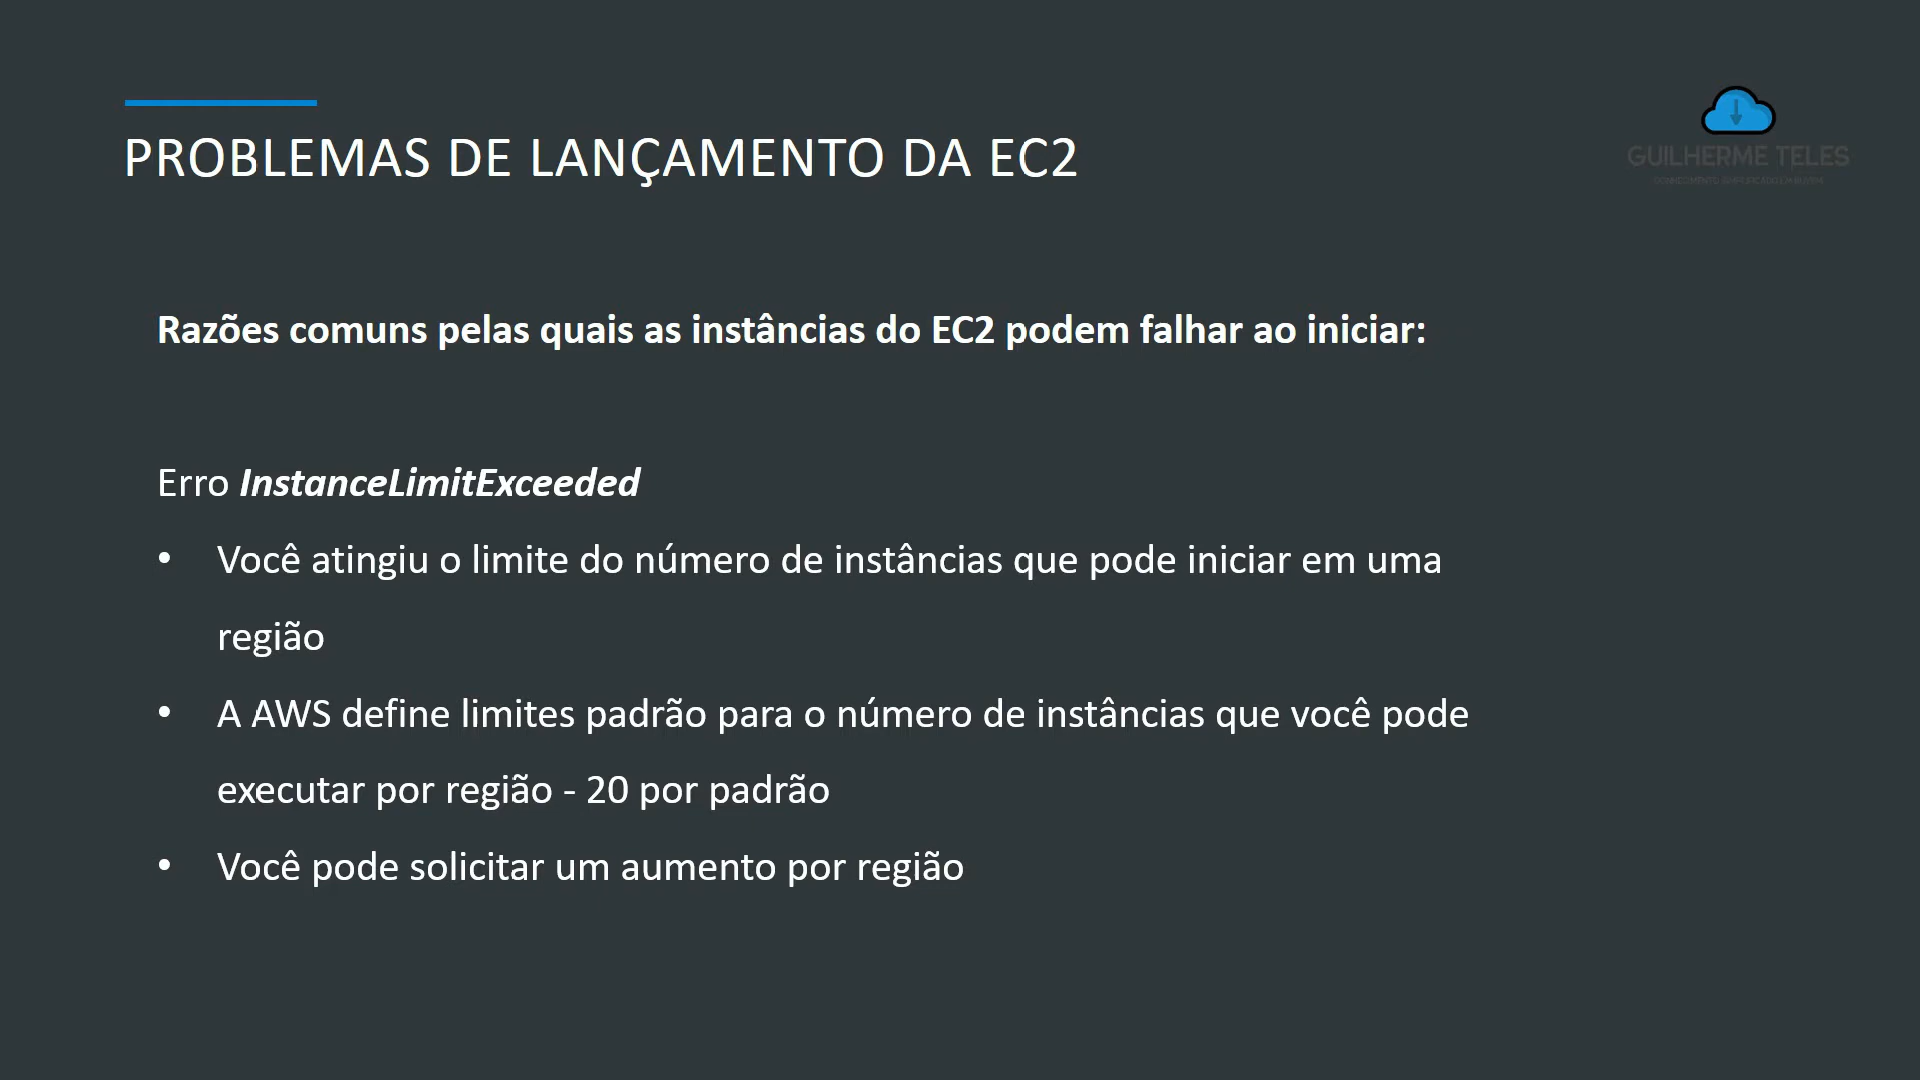 PROBLEMAS DE LANÇAMENTO DA EC2
GUILHERME TELES
Razões comuns pelas quais as instâncias do EC2 podem falhar ao iniciar:
Erro InstanceLimitExceeded
• Você atingiu o limite do número de instâncias que pode iniciar em uma
região
• A AWS define limites padrão para o número de instâncias que você pode
executar por região - 20 por padrão
• Você pode solicitar um aumento por região